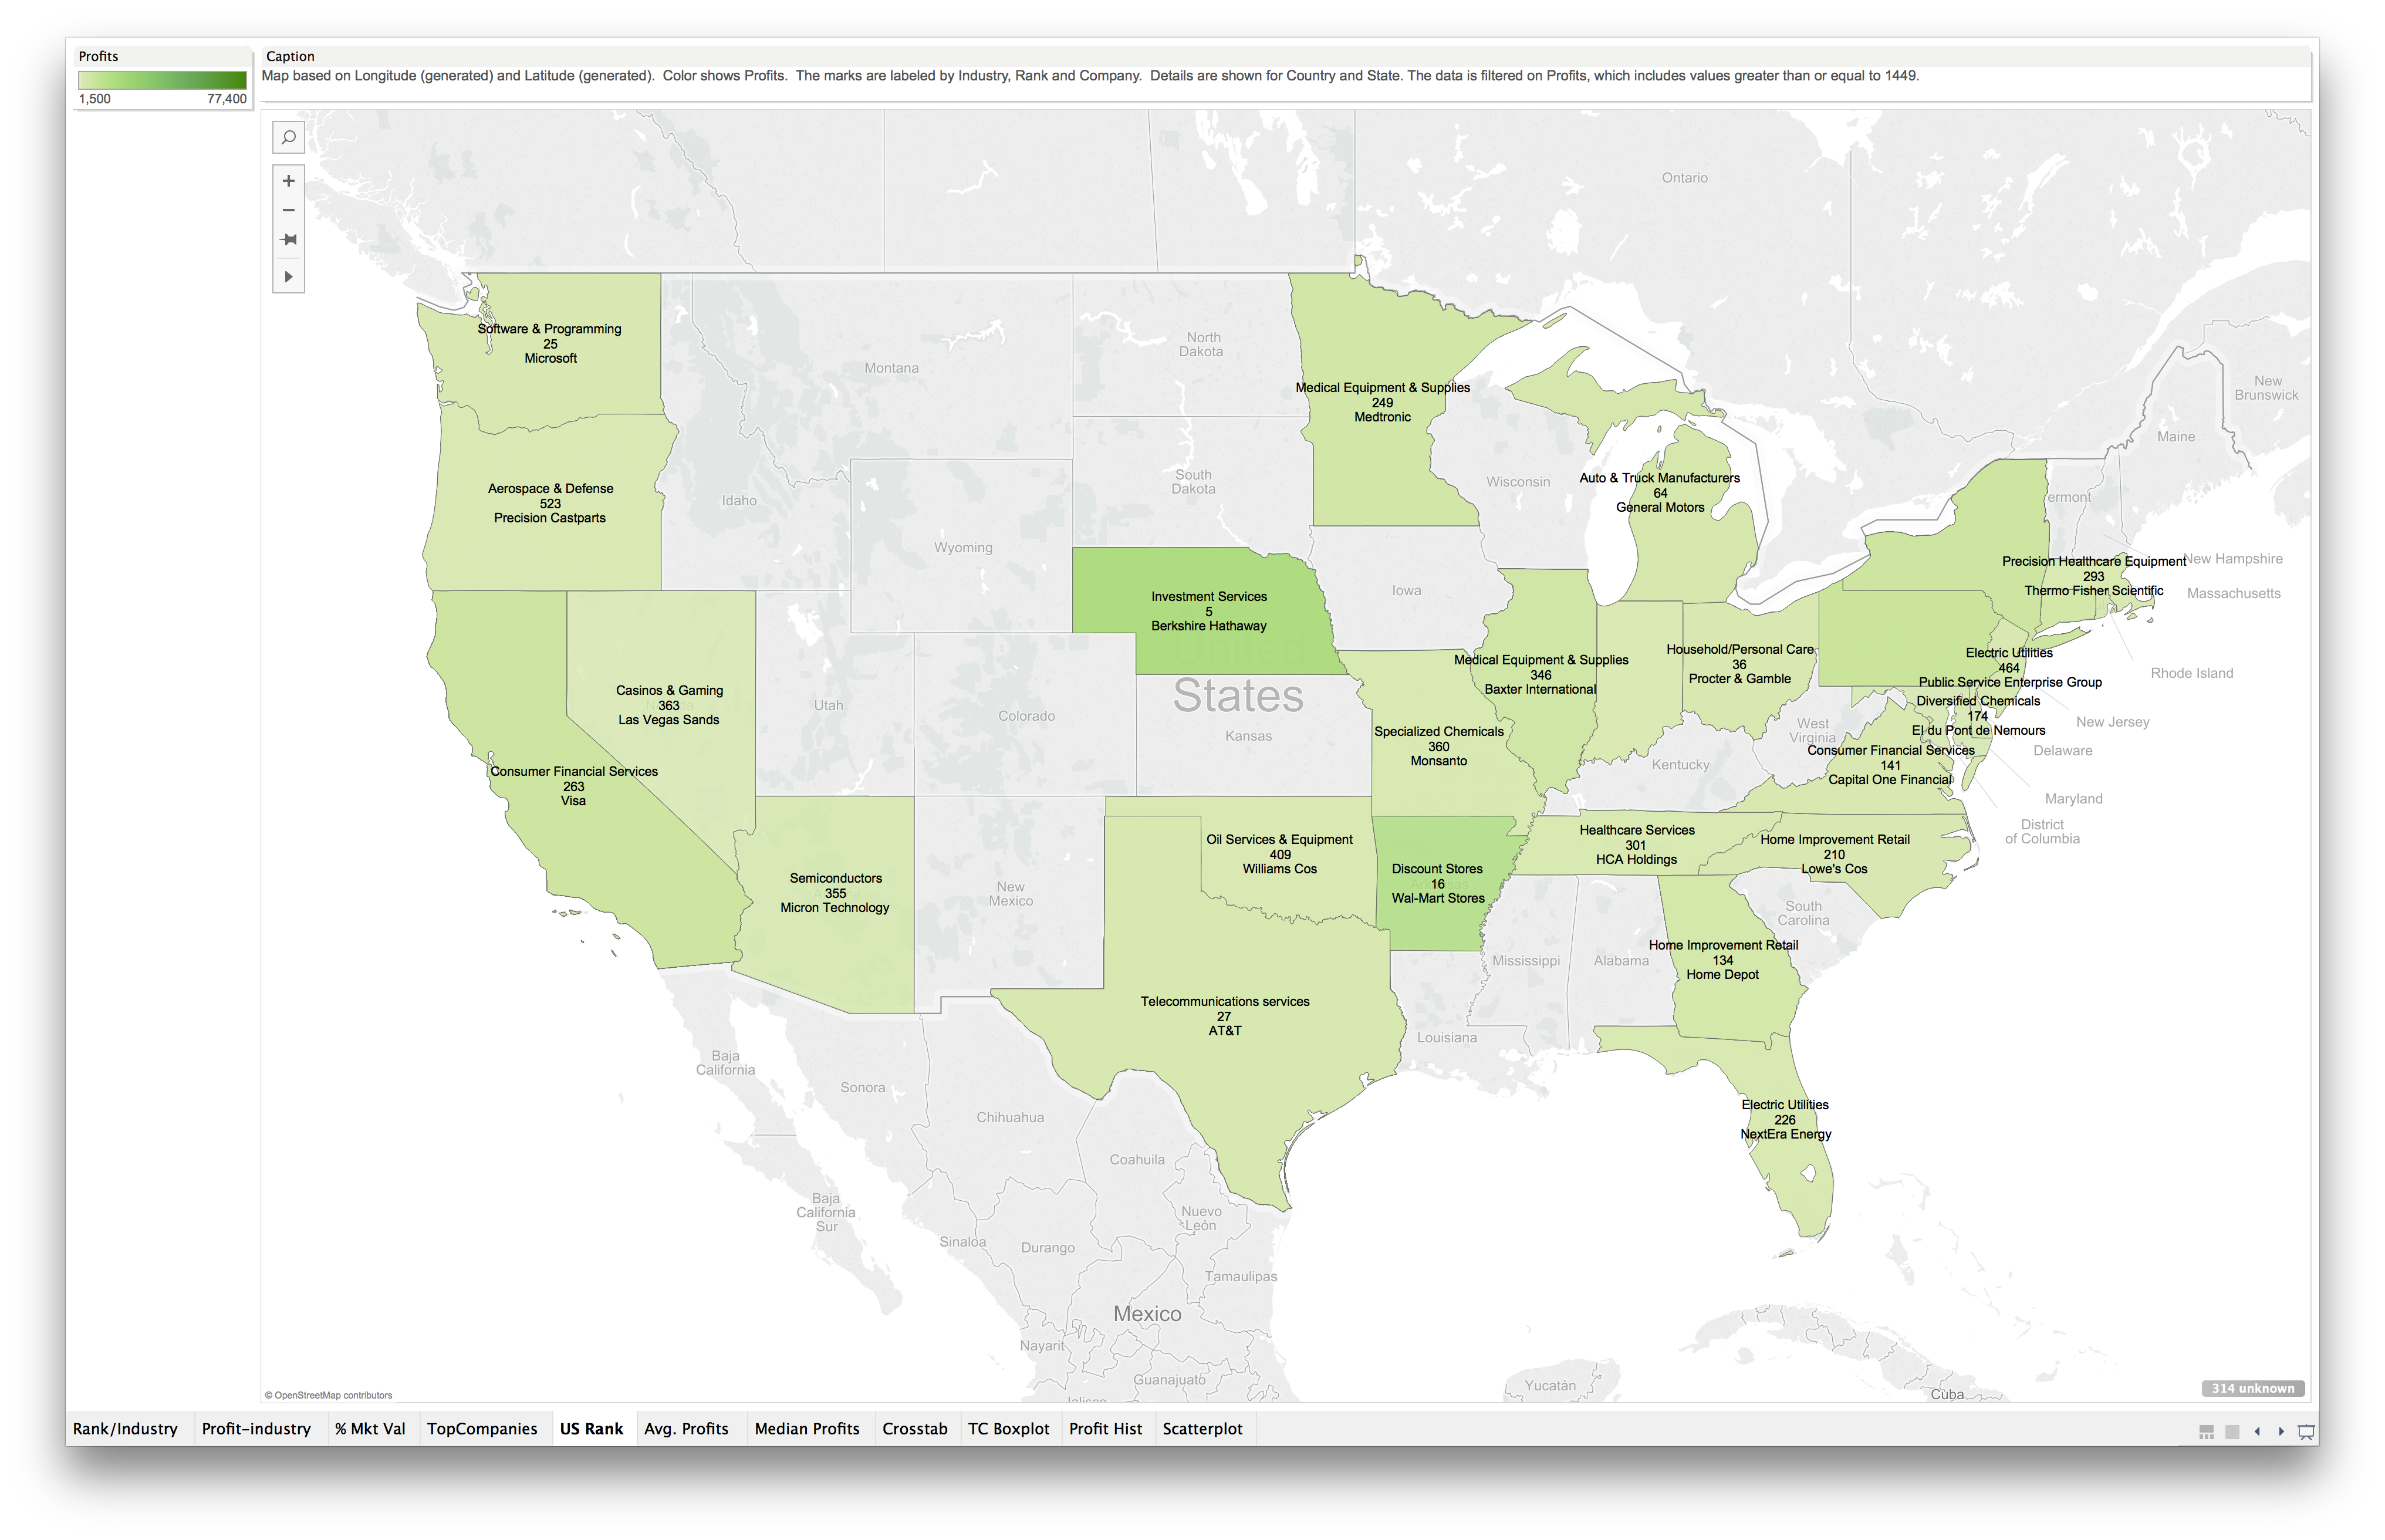 Profits
1,500 77,400
Caption
Map based on Longitude (generated) and Latitude (generated). Color shows Profits. The marks are labeled by Industry, Rank and Company. Details are shown for Country and State. The data is filtered on Profits, which includes values greater than or equal to 1449.
Ontario
Software & Programming
25
Microsoft
Montana
North
Dakota
Medical Equipment & Supplies
249
Medtronic
New
Brunswick
Maine
Aerospace & Defense
523
Precision Castparts
Idaho
South
Dakota
Wisconsin
Auto & Truck Manufacturers
64
General Motors
ermont
Wyoming
Precision Healthcare Equipment
293
Thermo Fisher Scientific
New Hampshire
Massachusetts
Investment Services
5
Berkshire Hathaway
Iowa
United
States
Casinos & Gaming
363
Las Vegas Sands
Utah
Colorado
Kansas
Medical Equipment & Supplies
346
Baxter International
Household/Personal Care
36
Procter & Gamble
Electric Utilities
464
Public Service Enterprise Group
Rhode Island
New Jersey
Diversified Chemicals
174
EI du Pont de Nemours
Delaware
West
Virginia
Specialized Chemicals
360
Monsanto
Kentucky
Consumer Financial Services
141
Capital One Financial
Maryland
District
of Columbia
Consumer Financial Services
263
Visa
Semiconductors
355
Micron Technology
New
Mexico
Oil Services & Equipment
409
Williams Cos
Discount Stores
16
Wal-Mart Stores
Healthcare Services
301
HCA Holdings
Home Improvement Retail
210
Lowe's Cos
South
Carolina
Mississippi
Alabama
Home Improvement Retail
134
Home Depot
Telecommunications services
27
AT&T
Louisiana
Baja
California
Sonora
Chihuahua
Coahuila
Electric Utilities
226
NextEra Energy
Baja
California
Sur
Nuevo
León
Sinaloa
Durango
Tamaulipas
Mexico
Nayarit
Guanajuato
Jalisco
Yucatán
Cuba
© OpenStreetMap contributors
314 unknown
Rank/Industry Profit-industry % Mkt Val TopCompanies US Rank Avg. Profits Median Profits Crosstab TC Boxplot Profit Hist Scatterplot